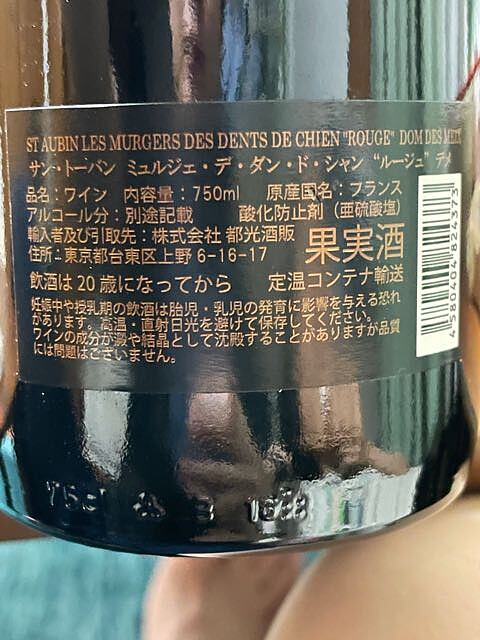 ST AUBIN LES MURGERS DES DENTS DE CHIEN "ROUGE" DOM DES
サン・トーバン ミュルジェ・デ・ダン・ド・シャン “ルージュ” デメ
品名：ワイン 内容量：750ml 原産国名：フランス
アルコール分：別途記載 酸化防止剤（亜硫酸塩）
輸入者及び引取先：株式会社 都光酒販
住所：東京都台東区上野 6-16-17
果実酒
飲酒は 20 歳になってから 定温コンテナ輸送
妊娠中や授乳期の飲酒は胎児・乳児の発育に影響を与える恐れ
があります。高温・直射日光を避けて保存してください。
ワインの成分が澱や結晶として沈殿することがありますが品質
には問題はございません。
4 580404 824373
75cl